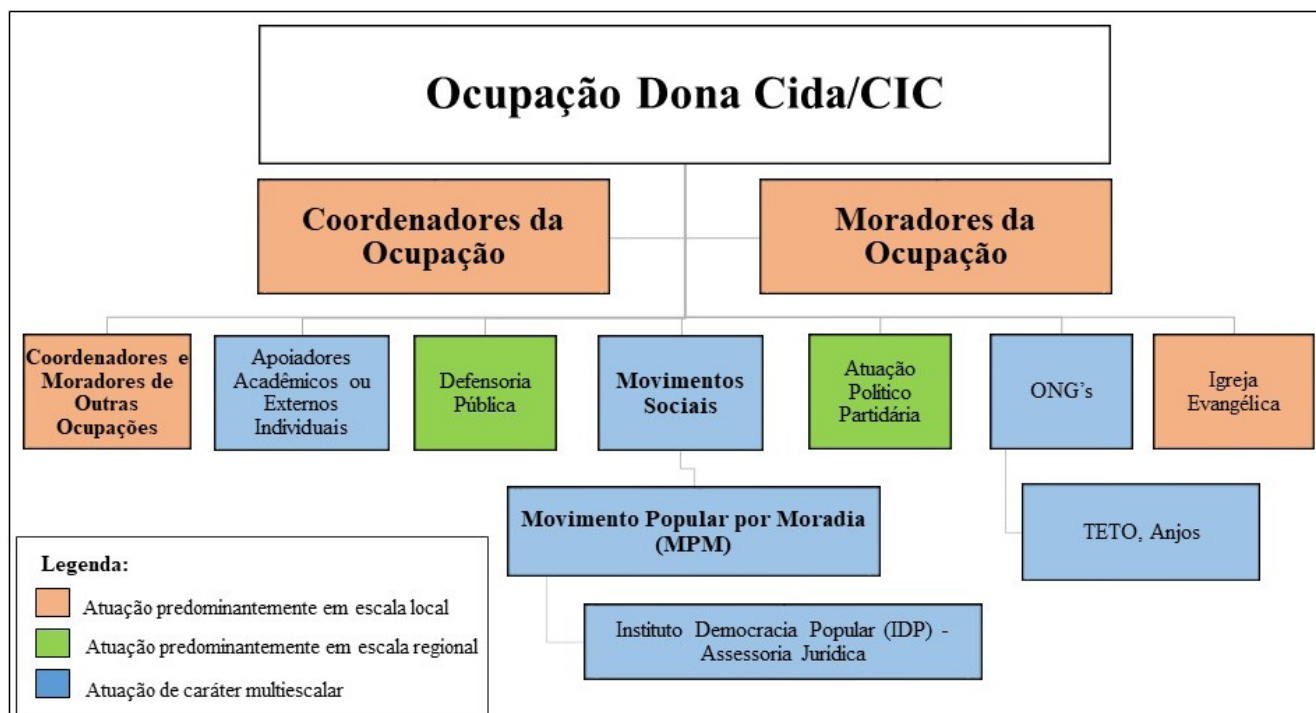 Ocupação Dona Cida/CIC
Coordenadores da
Ocupação
Moradores da
Ocupação
Coordenadores e
Moradores de
Outras
Ocupações
Apoiadores
Acadêmicos ou
Externos
Individuais
Defensoria
Pública
Movimentos
Sociais
Atuação
Político
Partidária
ONG's
Igreja
Evangélica
Movimento Popular por Moradia
(MPM)
TETO, Anjos
Instituto Democracia Popular (IDP) -
Assessoria Jurídica
Legenda:
Atuação predominantemente em escala local
Atuação predominantemente em escala regional
Atuação de caráter multiescalar